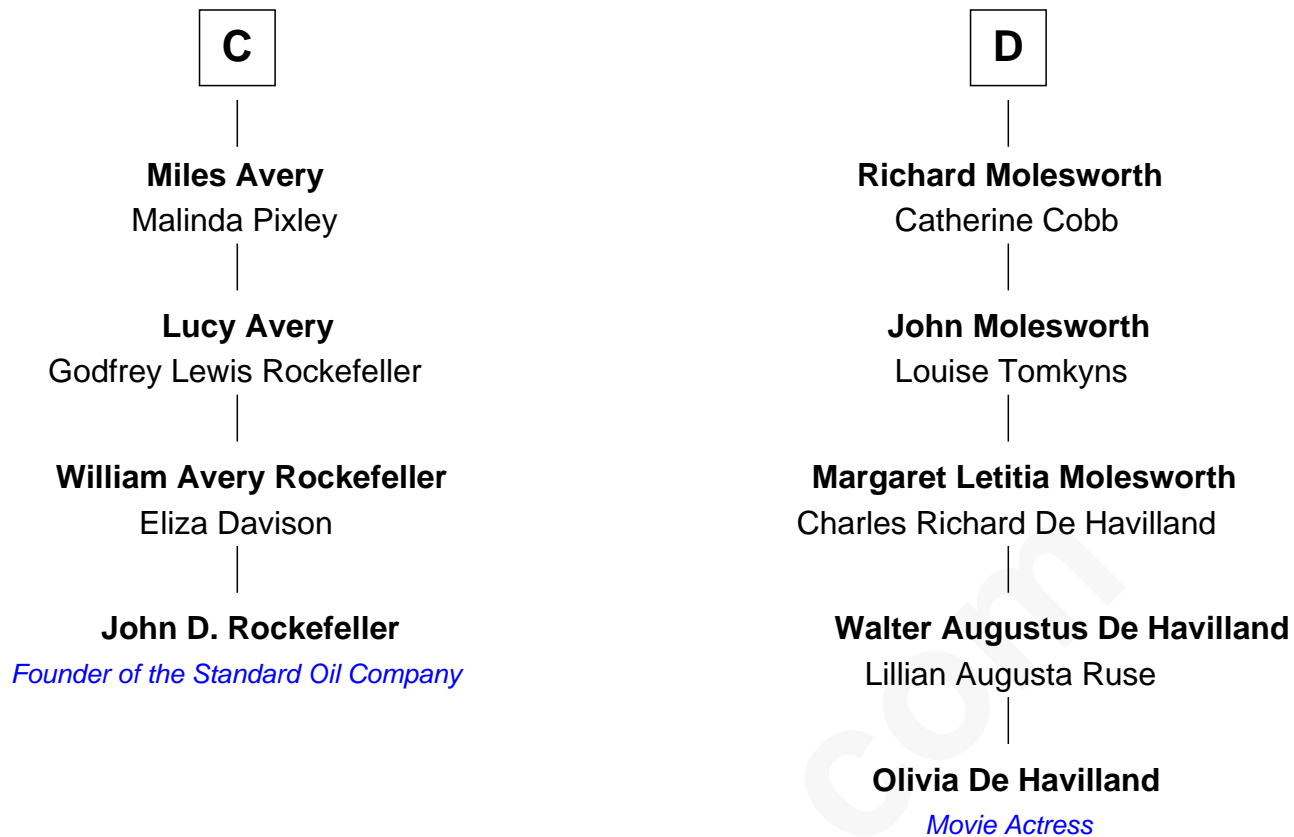 C
Miles Avery
Malinda Pixley
Lucy Avery
Godfrey Lewis Rockefeller
William Avery Rockefeller
Eliza Davison
John D. Rockefeller
Founder of the Standard Oil Company
D
Richard Molesworth
Catherine Cobb
John Molesworth
Louise Tomkyns
Margaret Letitia Molesworth
Charles Richard De Havilland
Walter Augustus De Havilland
Lillian Augusta Ruse
Olivia De Havilland
Movie Actress
com